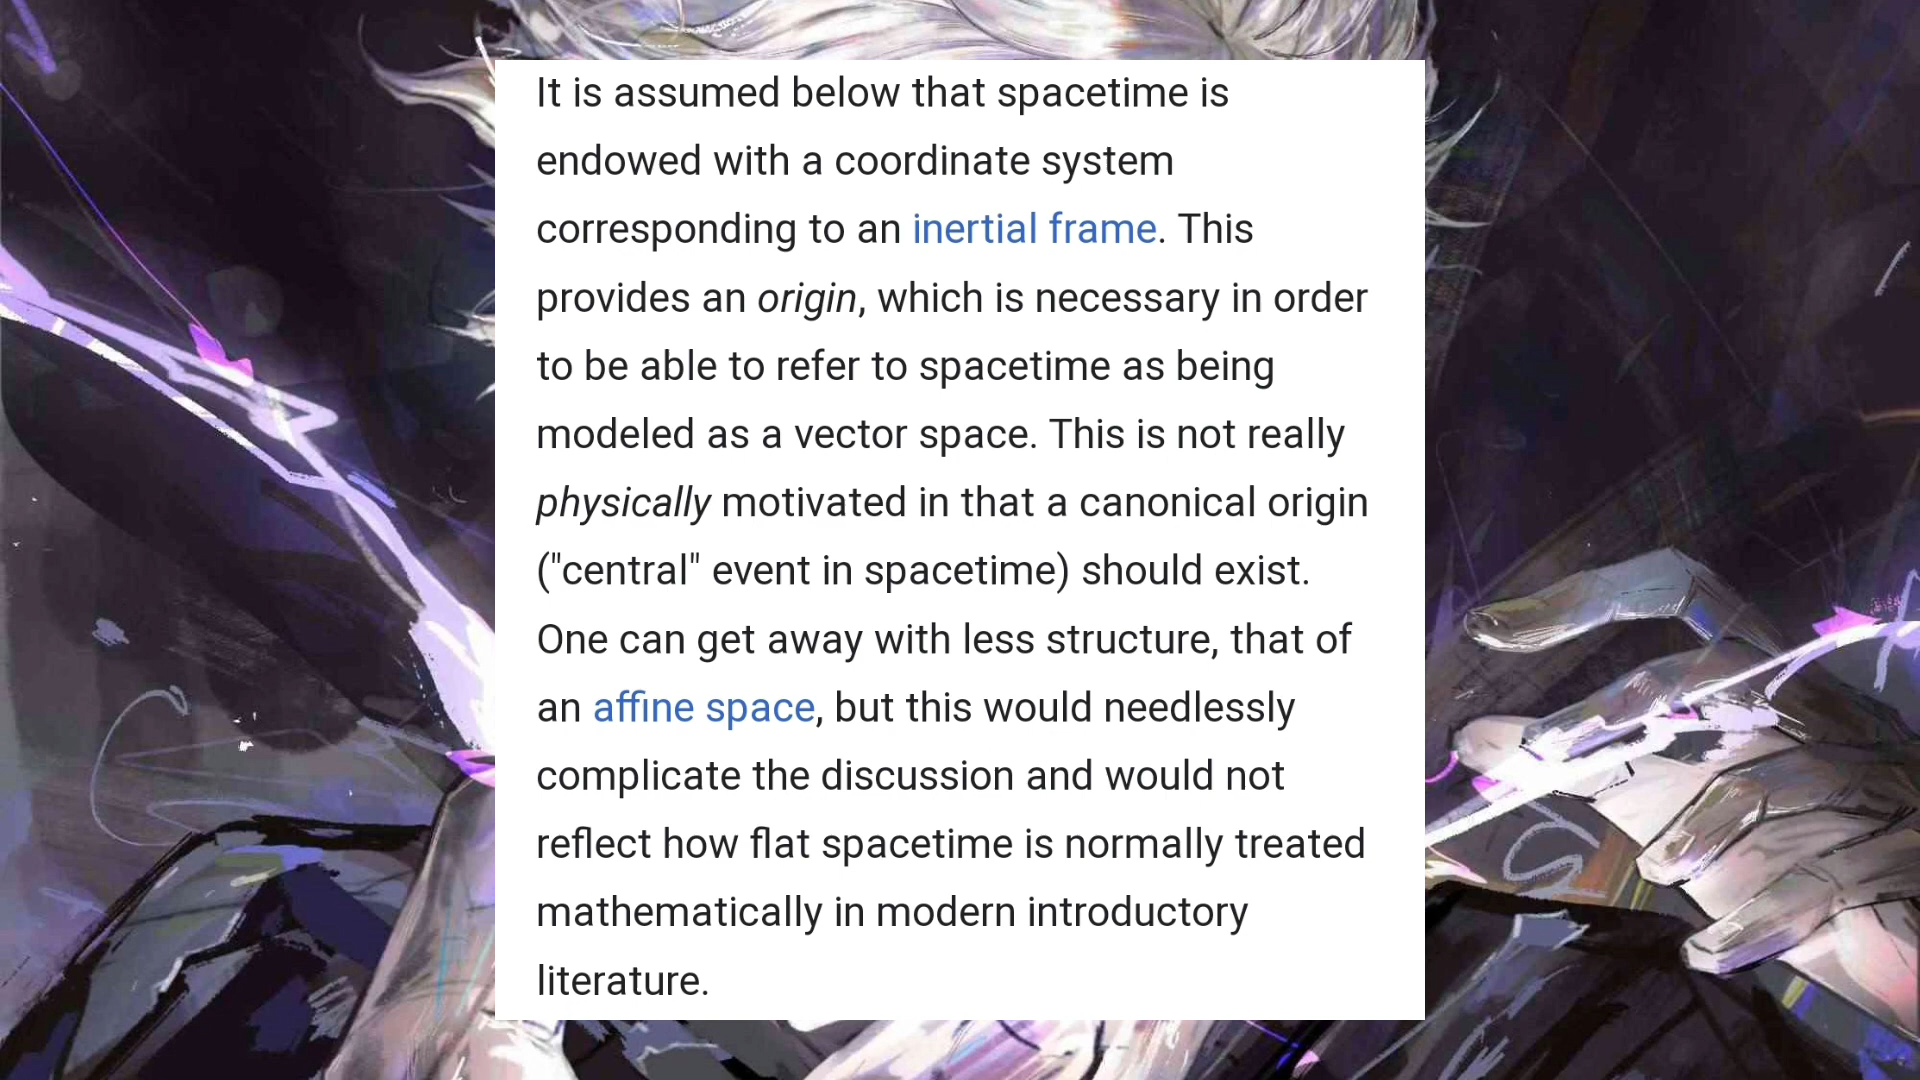 It is assumed below that spacetime is
endowed with a coordinate system
corresponding to an inertial frame. This
provides an origin, which is necessary in order
to be able to refer to spacetime as being
modeled as a vector space. This is not really
physically motivated in that a canonical origin
("central" event in spacetime) should exist.
One can get away with less structure, that of
an affine space, but this would needlessly
complicate the discussion and would not
reflect how flat spacetime is normally treated
mathematically in modern introductory
literature.